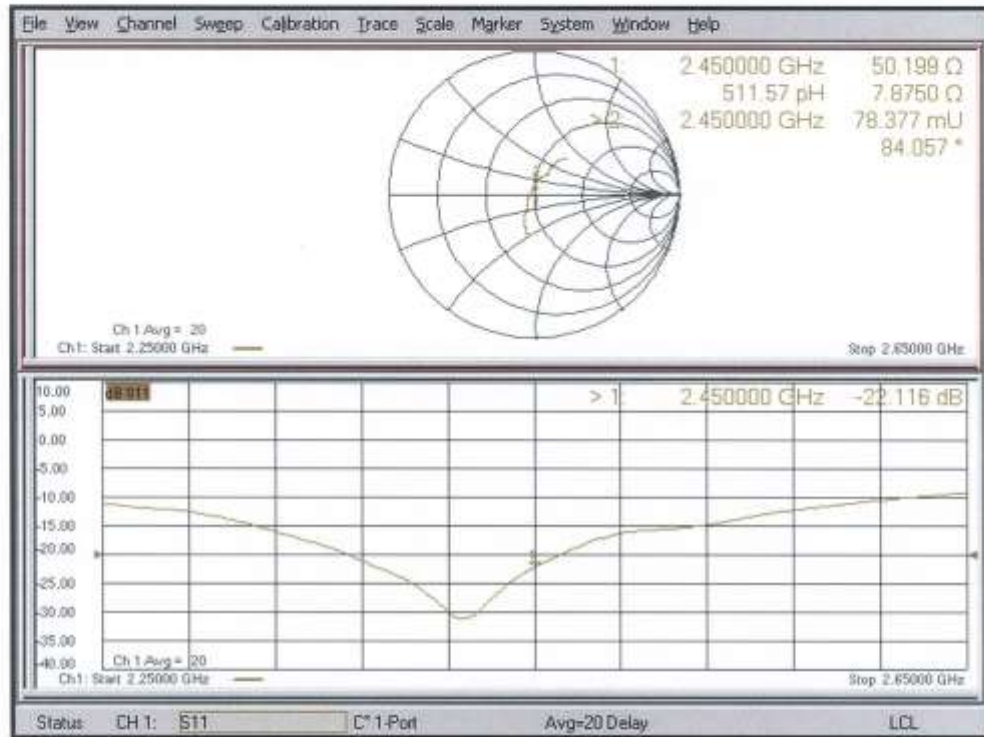 File View Channel Sweep Calibration Trace Scale Marker System Window Help
1: 2.450000 GHz 50.199 Ω
511.57 pH 7.8750 Ω
>2: 2.450000 GHz 78.377 mU
84.057 °
Ch 1 Avg = 20
Ch1: Start 2.25000 GHz Stop 2.65000 GHz
10.00 dB S11 > 1: 2.450000 GHz -22.116 dB
5.00
0.00
-5.00
-10.00
-15.00
-20.00
-25.00
-30.00
-35.00
-40.00 Ch 1 Avg = 20
Ch1: Start 2.25000 GHz Stop 2.65000 GHz
Status CH 1: S11 C* 1-Port Avg=20 Delay LCL